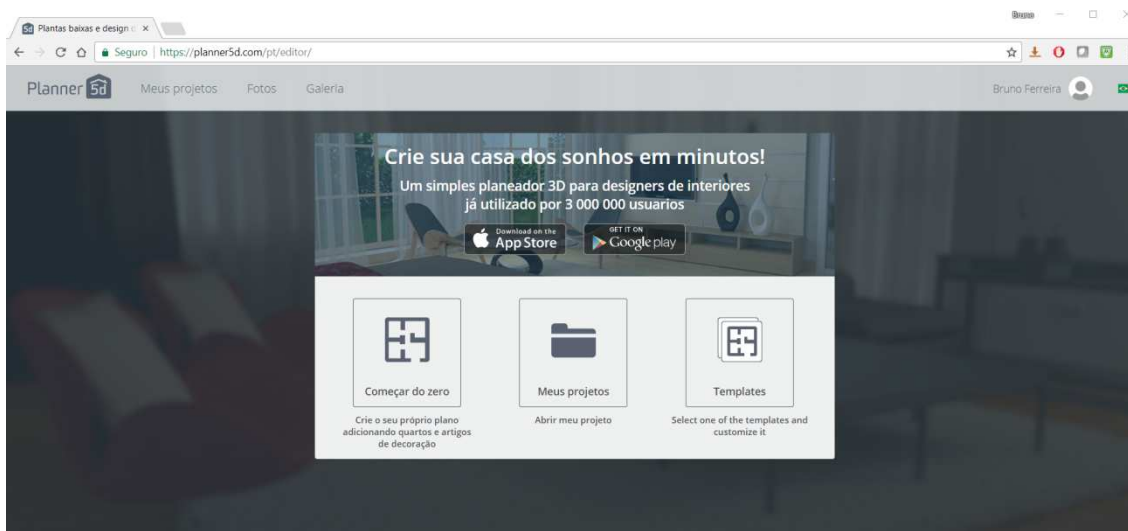 Bruno
Plantas baixas e design
Seguro | https://planner5d.com/pt/editor/
Planner 5d
Meus projetos
Fotos
Galeria
Bruno Ferreira
Crie sua casa dos sonhos em minutos!
Um simples planeador 3D para designers de interiores
já utilizado por 3 000 000 usuarios
Download on the
App Store
GET IT ON
Google play
Começar do zero
Crie o seu próprio plano
adicionando quartos e artigos
de decoração
Meus projetos
Abrir meu projeto
Templates
Select one of the templates and
customize it